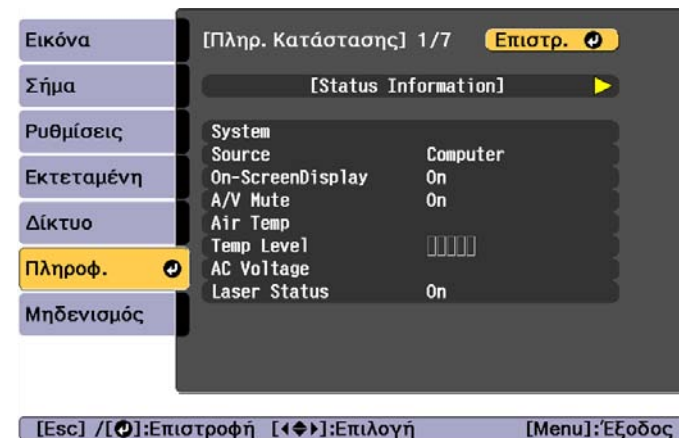 Εικόνα
Σήμα
Ρυθμίσεις
Εκτεταμένη
Δίκτυο
Πληροφ.
Μηδενισμός
[Πληρ. Κατάστασης] 1/7 Επιστρ.
[Status Information]
System
Source Computer
On-ScreenDisplay On
A/V Mute On
Air Temp
Temp Level
AC Voltage
Laser Status On
[Esc] /[]:Επιστροφή []:Επιλογή [Menu]:Έξοδος